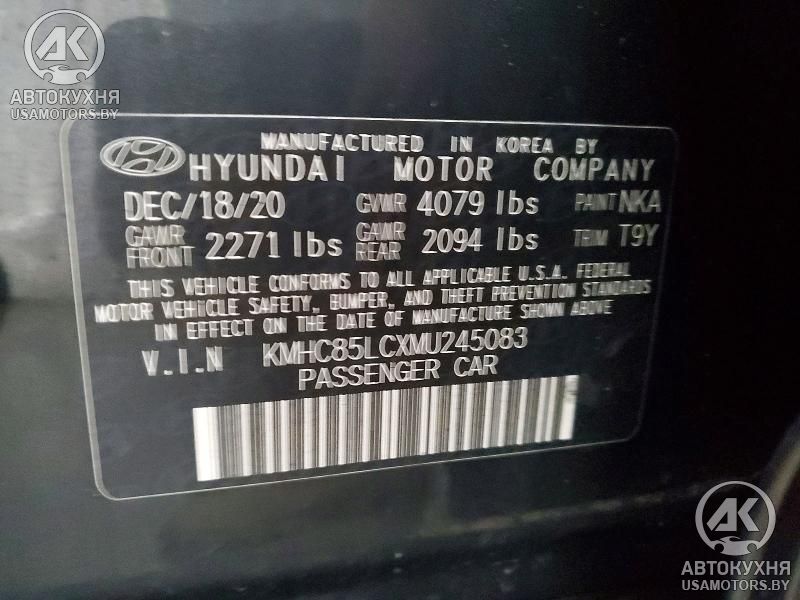 АК
АВТОКУХНЯ
USAMOTORS.BY
MANUFACTURED IN KOREA BY
HYUNDAI MOTOR COMPANY
DEC/18/20 GVWR 4079 lbs PAINT NKA
GAWR FRONT 2271 lbs GAWR REAR 2094 lbs TRIM T9Y
THIS VEHICLE CONFORMS TO ALL APPLICABLE U.S.A. FEDERAL
MOTOR VEHICLE SAFETY, BUMPER, AND THEFT PREVENTION STANDARDS
IN EFFECT ON THE DATE OF MANUFACTURE SHOWN ABOVE
V.I.N KMHC85LCXMU245083
PASSENGER CAR
АК
АВТОКУХНЯ
USAMOTORS.BY